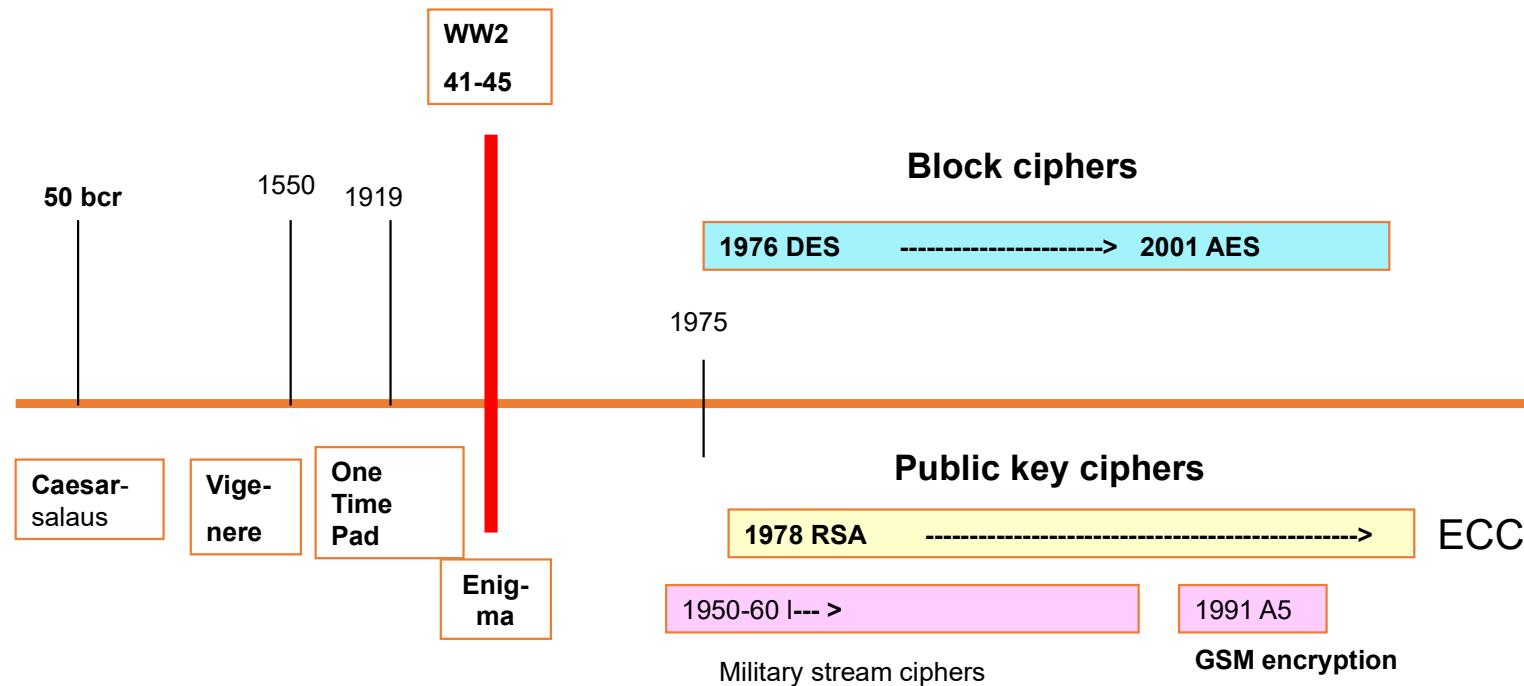 WW2
41-45
50 bcr
1550
1919
Block ciphers
1976 DES -----------------------> 2001 AES
1975
Caesar-
salaus
Vige-
nere
One
Time
Pad
Enig-
ma
Public key ciphers
1978 RSA -------------------------------------------------> ECC
1950-60 I--- >
1991 A5
Military stream ciphers
GSM encryption